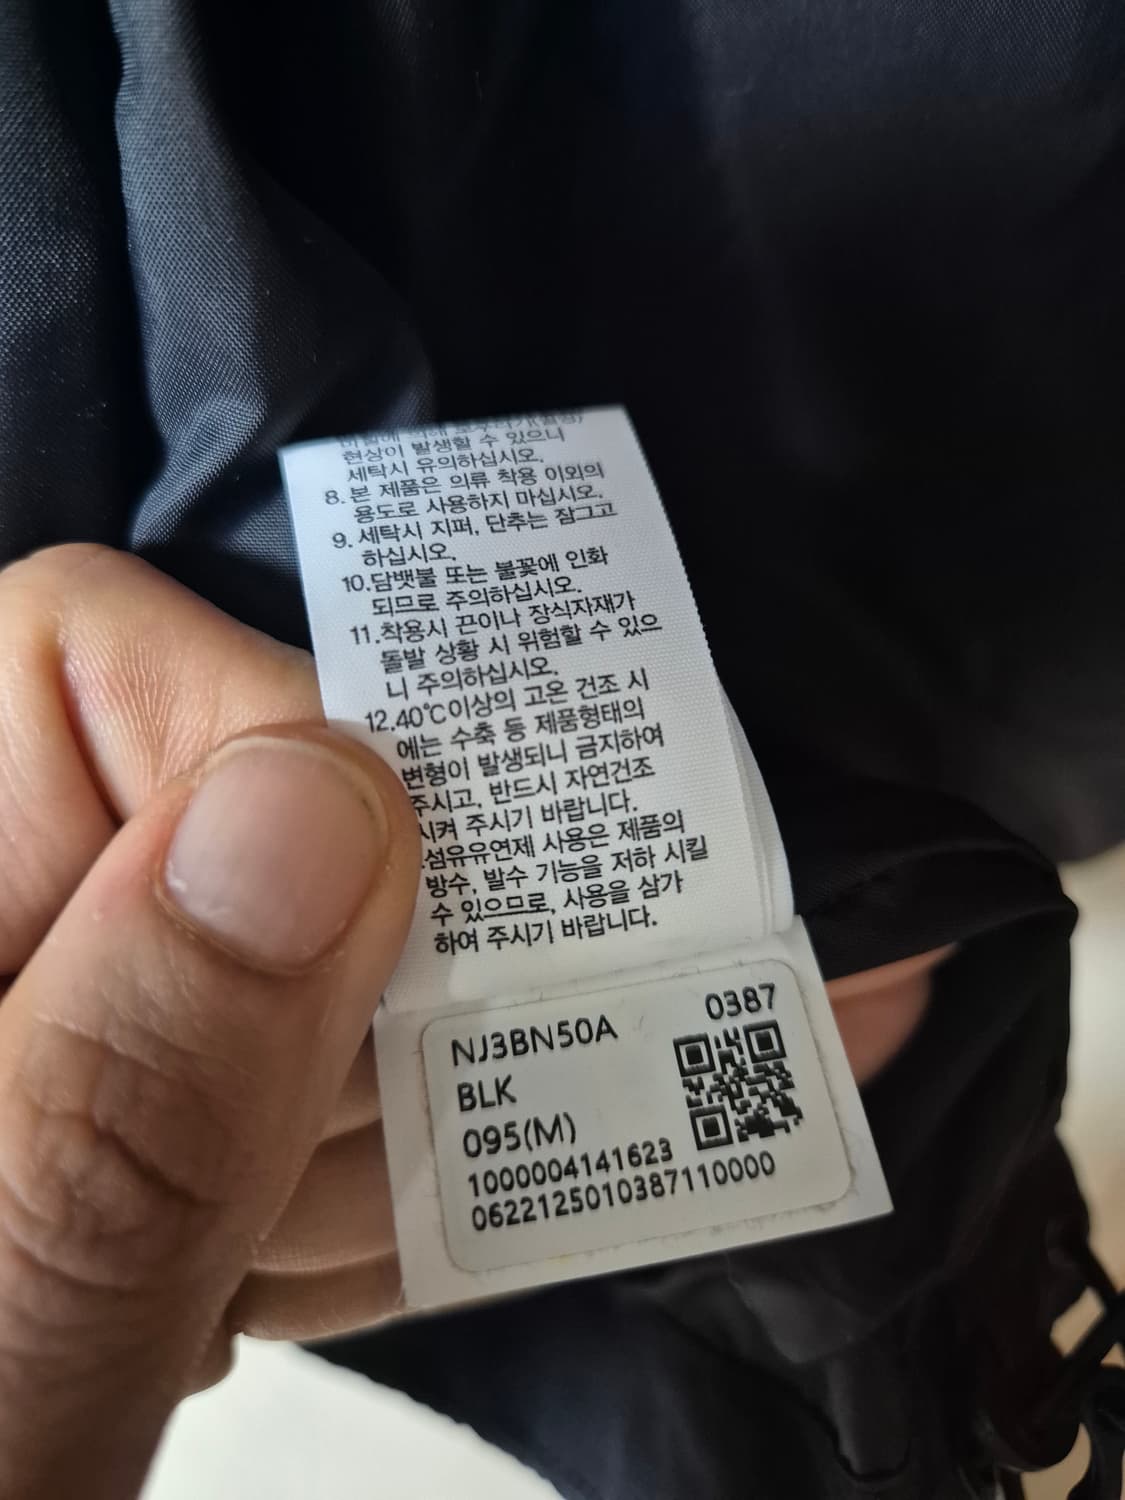 현상이 발생할 수 있으니
세탁시 유의하십시오.
8. 본 제품은 의류 착용 이외의
용도로 사용하지 마십시오.
9. 세탁시 지퍼, 단추는 잠그고
하십시오.
10.담뱃불 또는 불꽃에 인화
되므로 주의하십시오.
11.착용시 끈이나 장식자재가
돌발 상황 시 위험할 수 있으
니 주의하십시오.
12.40℃이상의 고온 건조 시
에는 수축 등 제품형태의
변형이 발생되니 금지하여
주시고, 반드시 자연건조
시켜 주시기 바랍니다.
섬유유연제 사용은 제품의
방수, 발수 기능을 저하 시킬
수 있으므로, 사용을 삼가
하여 주시기 바랍니다.
0387
NJ3BN50A
BLK
095(M)
1000004141623
0622125010387110000